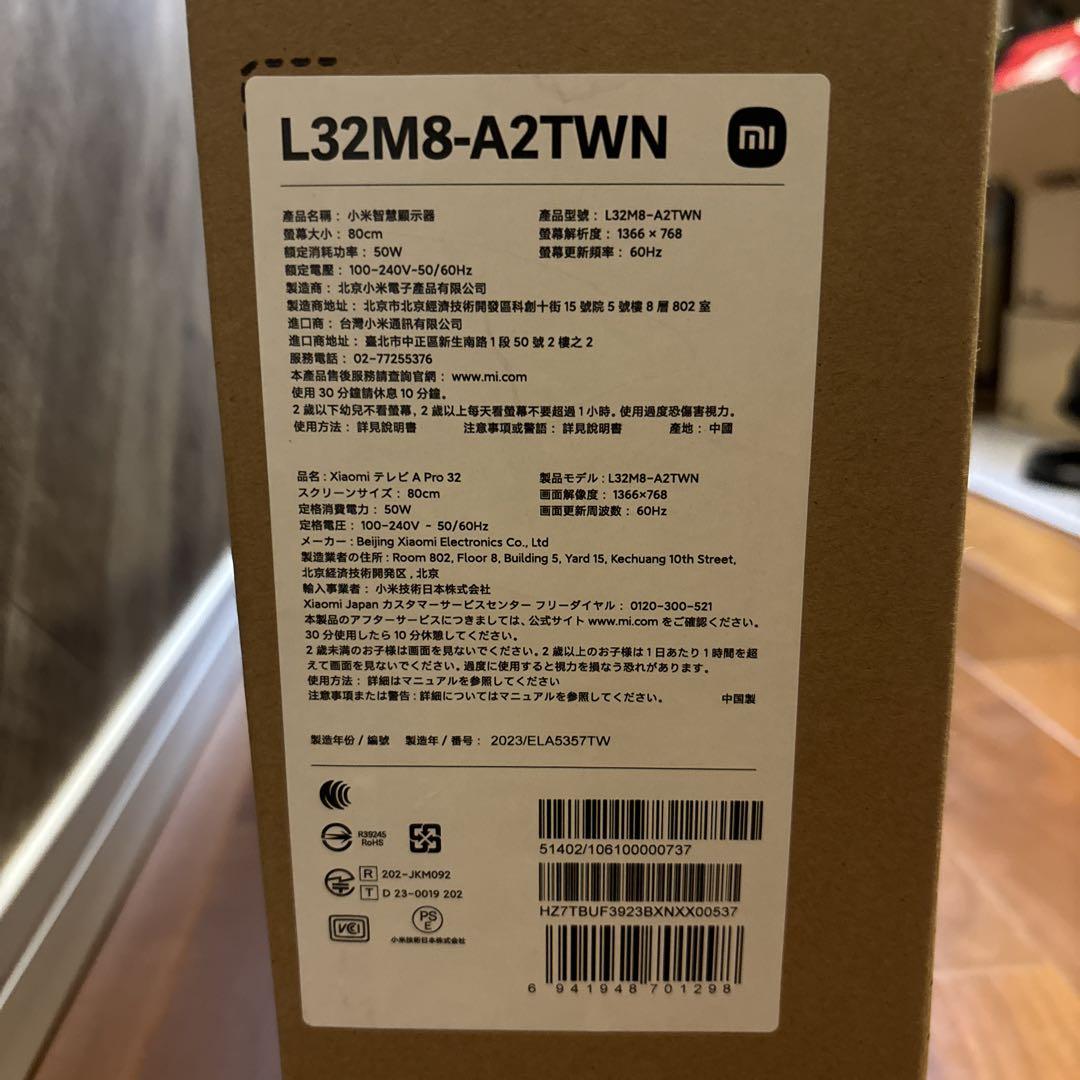 L32M8-A2TWN
mi
產品名稱： 小米智慧顯示器 產品型號： L32M8-A2TWN
螢幕大小： 80cm 螢幕解析度： 1366 × 768
額定消耗功率： 50W 螢幕更新頻率： 60Hz
額定電壓： 100-240V~50/60Hz
製造商： 北京小米電子產品有限公司
製造商地址： 北京市北京經濟技術開發區科創十街 15 號院 5 號樓 8 層 802 室
進口商： 台灣小米通訊有限公司
進口商地址： 臺北市中正區新生南路 1 段 50 號 2 樓之 2
服務電話： 02-77255376
本產品售後服務請查詢官網： www.mi.com
使用 30 分鐘請休息 10 分鐘。
2 歲以下幼兒不看螢幕，2 歲以上每天看螢幕不要超過 1 小時。使用過度恐傷害視力。
使用方法： 詳見說明書 注意事項或警語： 詳見說明書 產地： 中國
品名 : Xiaomi テレビ A Pro 32 製品モデル : L32M8-A2TWN
スクリーンサイズ： 80cm 画面解像度： 1366×768
定格消費電力： 50W 画面更新周波数： 60Hz
定格電圧： 100-240V ~ 50/60Hz
メーカー : Beijing Xiaomi Electronics Co., Ltd
製造業者の住所 : Room 802, Floor 8, Building 5, Yard 15, Kechuang 10th Street,
北京経済技術開発区 , 北京
輸入事業者： 小米技術日本株式会社
Xiaomi Japan カスタマーサービスセンター フリーダイヤル： 0120-300-521
本製品のアフターサービスにつきましては、公式サイト www.mi.com をご確認ください。
30 分使用したら 10 分休憩してください。
2 歳未満のお子様は画面を見ないでください。2 歳以上のお子様は 1 日あたり 1 時間を超
えて画面を見ないでください。過度に使用すると視力を損なう恐れがあります。
使用方法： 詳細はマニュアルを参照してください
注意事項または警告 : 詳細についてはマニュアルを参照してください。 中国製
製造年份 / 編號 製造年 / 番号： 2023/ELA5357TW
R39245
RoHS
R 202-JKM092
T D 23-0019 202
VCI
PS
E
小米技術日本株式会社
51402/106100000737
HZ7TBUF3923BXNXX00537
6 941948 701298